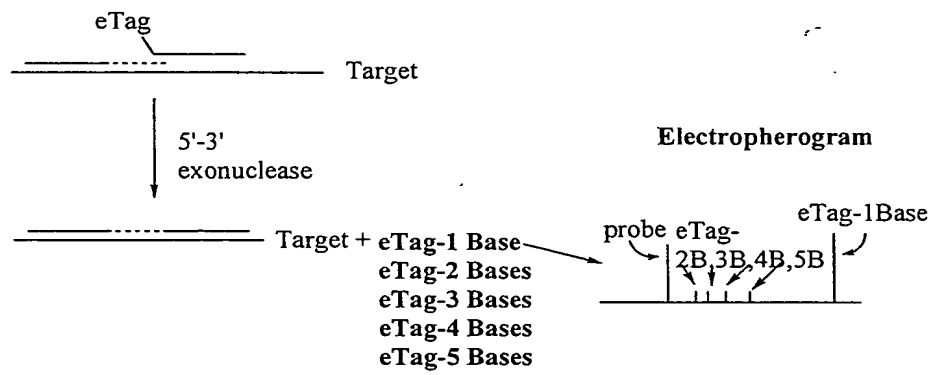 eTag
Target
5'-3'
exonuclease
Electropherogram
Target + eTag-1 Base
eTag-2 Bases
eTag-3 Bases
eTag-4 Bases
eTag-5 Bases
probe eTag-
2B,3B,4B,5B
eTag-1Base